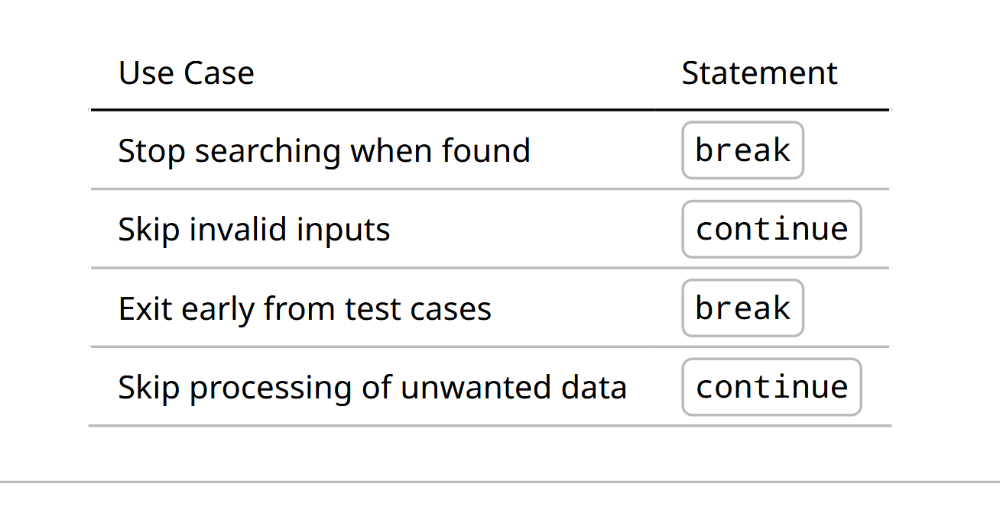 Use Case Statement
Stop searching when found break
Skip invalid inputs continue
Exit early from test cases break
Skip processing of unwanted data continue